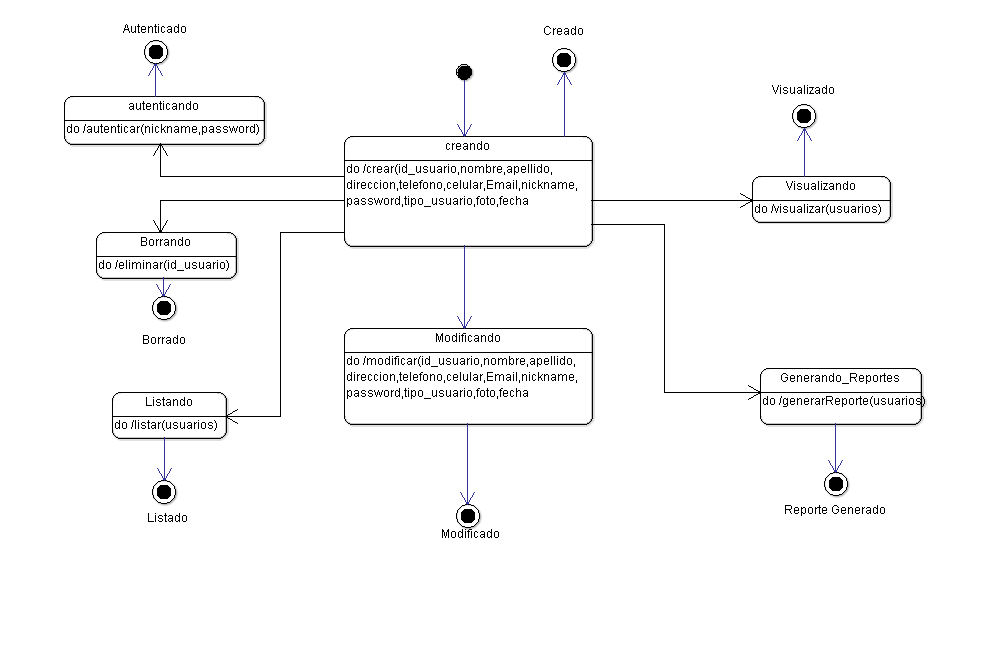 Autenticado
Creado
Visualizado
autenticando
do /autenticar(nickname,password)
creando
do /crear(id_usuario,nombre,apellido,
direccion,telefono,celular,Email,nickname,
password,tipo_usuario,foto,fecha
Visualizando
do /visualizar(usuarios)
Borrando
do /eliminar(id_usuario)
Borrado
Modificando
do /modificar(id_usuario,nombre,apellido,
direccion,telefono,celular,Email,nickname,
password,tipo_usuario,foto,fecha
Generando_Reportes
do /generarReporte(usuarios)
Listando
do /listar(usuarios)
Listado
Modificado
Reporte Generado